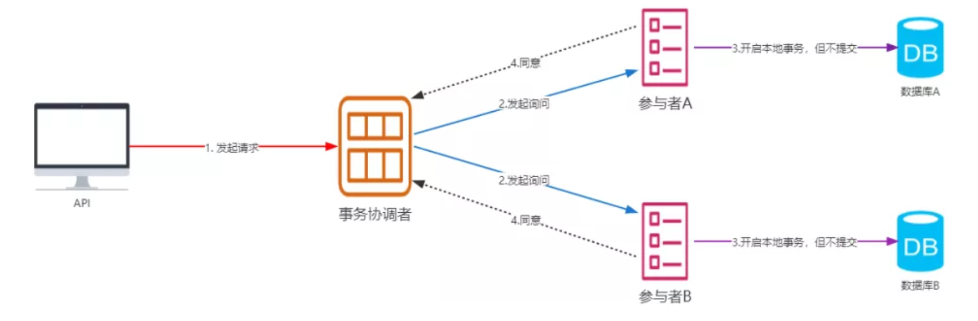 API
1. 发起请求
事务协调者
4.同意
2.发起询问
参与者A
3.开启本地事务，但不提交
DB
数据库A
2.发起询问
4.同意
参与者B
3.开启本地事务，但不提交
DB
数据库B